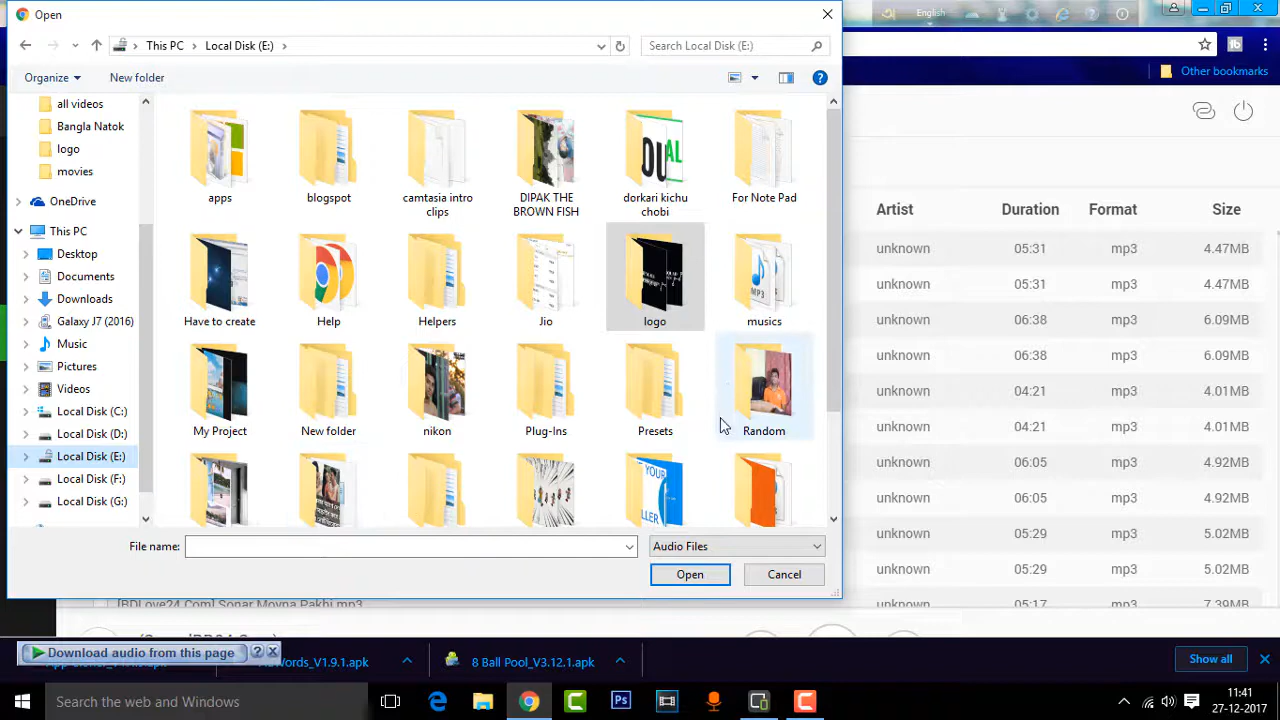 Open
English
This PC
Local Disk (E:)
Search Local Disk (E:)
Organize
New folder
Other bookmarks
all videos
Bangla Natok
logo
movies
OneDrive
This PC
Desktop
Documents
Downloads
Galaxy J7 (2016)
Music
Pictures
Videos
Local Disk (C:)
Local Disk (D:)
Local Disk (E:)
Local Disk (F:)
Local Disk (G:)
apps
blogspot
camtasia intro clips
DIPAK THE BROWN FISH
dorkari kichu chobi
For Note Pad
Have to create
Help
Helpers
Jio
logo
musics
My Project
New folder
nikon
Plug-Ins
Presets
Random
File name:
Audio Files
Open
Cancel
Artist Duration Format Size
unknown 05:31 mp3 4.47MB
unknown 05:31 mp3 4.47MB
unknown 06:38 mp3 6.09MB
unknown 06:38 mp3 6.09MB
unknown 04:21 mp3 4.01MB
unknown 04:21 mp3 4.01MB
unknown 06:05 mp3 4.92MB
unknown 06:05 mp3 4.92MB
unknown 05:29 mp3 5.02MB
unknown 05:29 mp3 5.02MB
[BDLove24.Com] Sonar Moyna Pakhi.mp3 05:17 mp3 7.39MB
Download audio from this page
8 Ball Pool_V3.12.1.apk
Show all
Search the web and Windows
11:41
27-12-2017